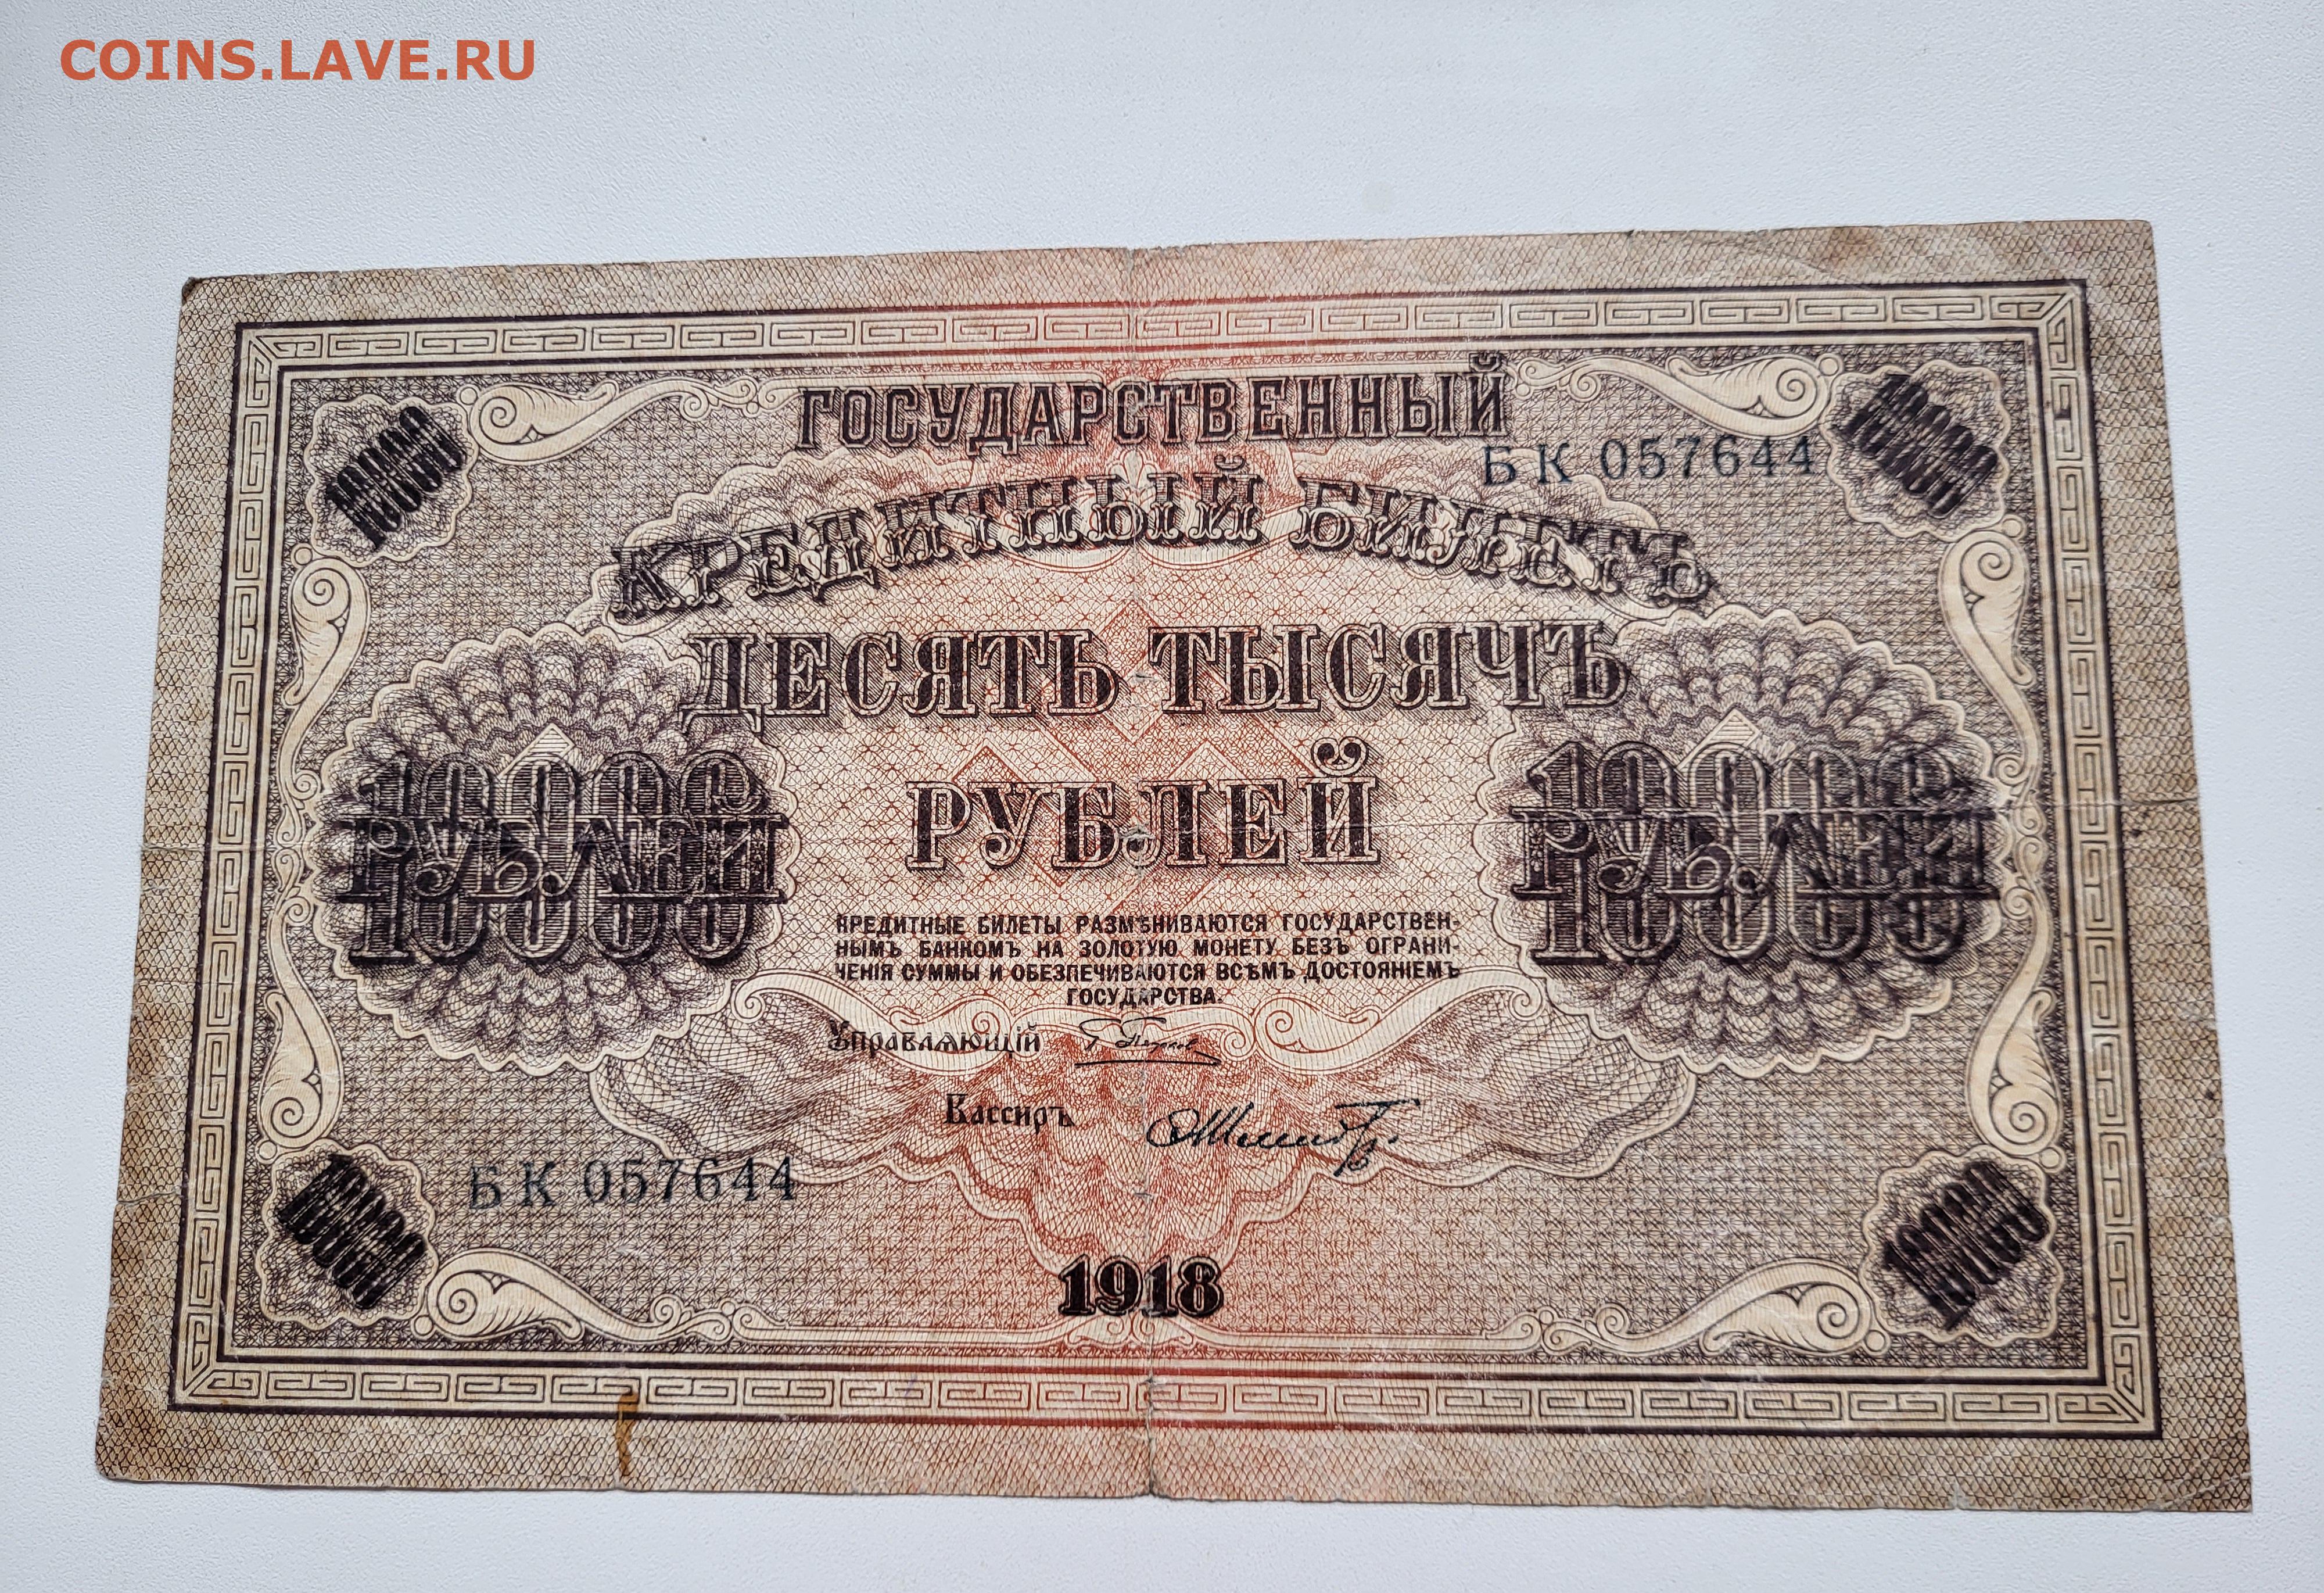 COINS.LAVE.RU
ГОСУДАРСТВЕННЫЙ
БК 057644
КРЕДИТНЫЙ БИЛЕТЪ
ДЕСЯТЬ ТЫСЯЧЪ
РУБЛЕЙ
10000
10000
10000
РУБЛЕЙ
10000
10000
РУБЛЕЙ
10000
КРЕДИТНЫЕ БИЛЕТЫ РАЗМѢНИВАЮТСЯ ГОСУДАРСТВЕН-
НЫМЪ БАНКОМЪ НА ЗОЛОТУЮ МОНЕТУ БЕЗЪ ОГРАНИ-
ЧЕНІЯ СУММЫ И ОБЕЗПЕЧИВАЮТСЯ ВСѢМЪ ДОСТОЯНІЕМЪ
ГОСУДАРСТВА.
Управляющій
Кассиръ
БК 057644
10000
10000
1918